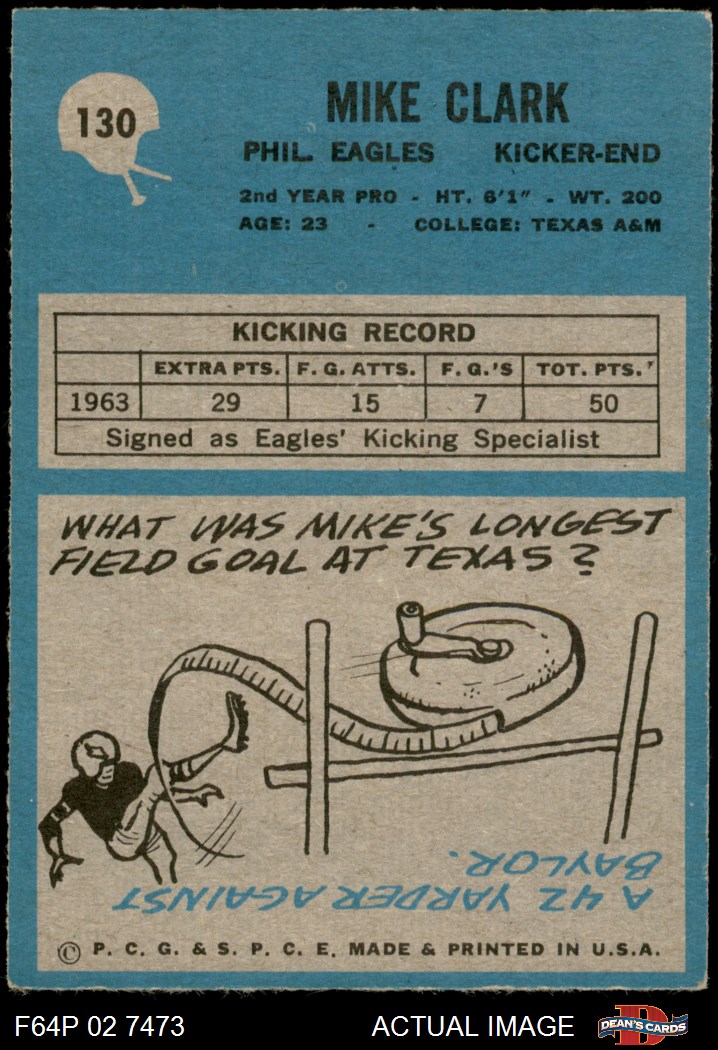 130
MIKE CLARK
PHIL. EAGLES KICKER-END
2nd YEAR PRO - HT. 6'1" - WT. 200
AGE: 23 - COLLEGE: TEXAS A&M
KICKING RECORD
EXTRA PTS. F. G. ATTS. F. G.'S TOT. PTS.
1963 29 15 7 50
Signed as Eagles' Kicking Specialist
WHAT WAS MIKE'S LONGEST
FIELD GOAL AT TEXAS?
A 42 YARDER AGAINST
BAYLOR.
© P. C. G. & S. P. C. E. MADE & PRINTED IN U.S.A.
F64P 02 7473 ACTUAL IMAGE D DEAN'S CARDS